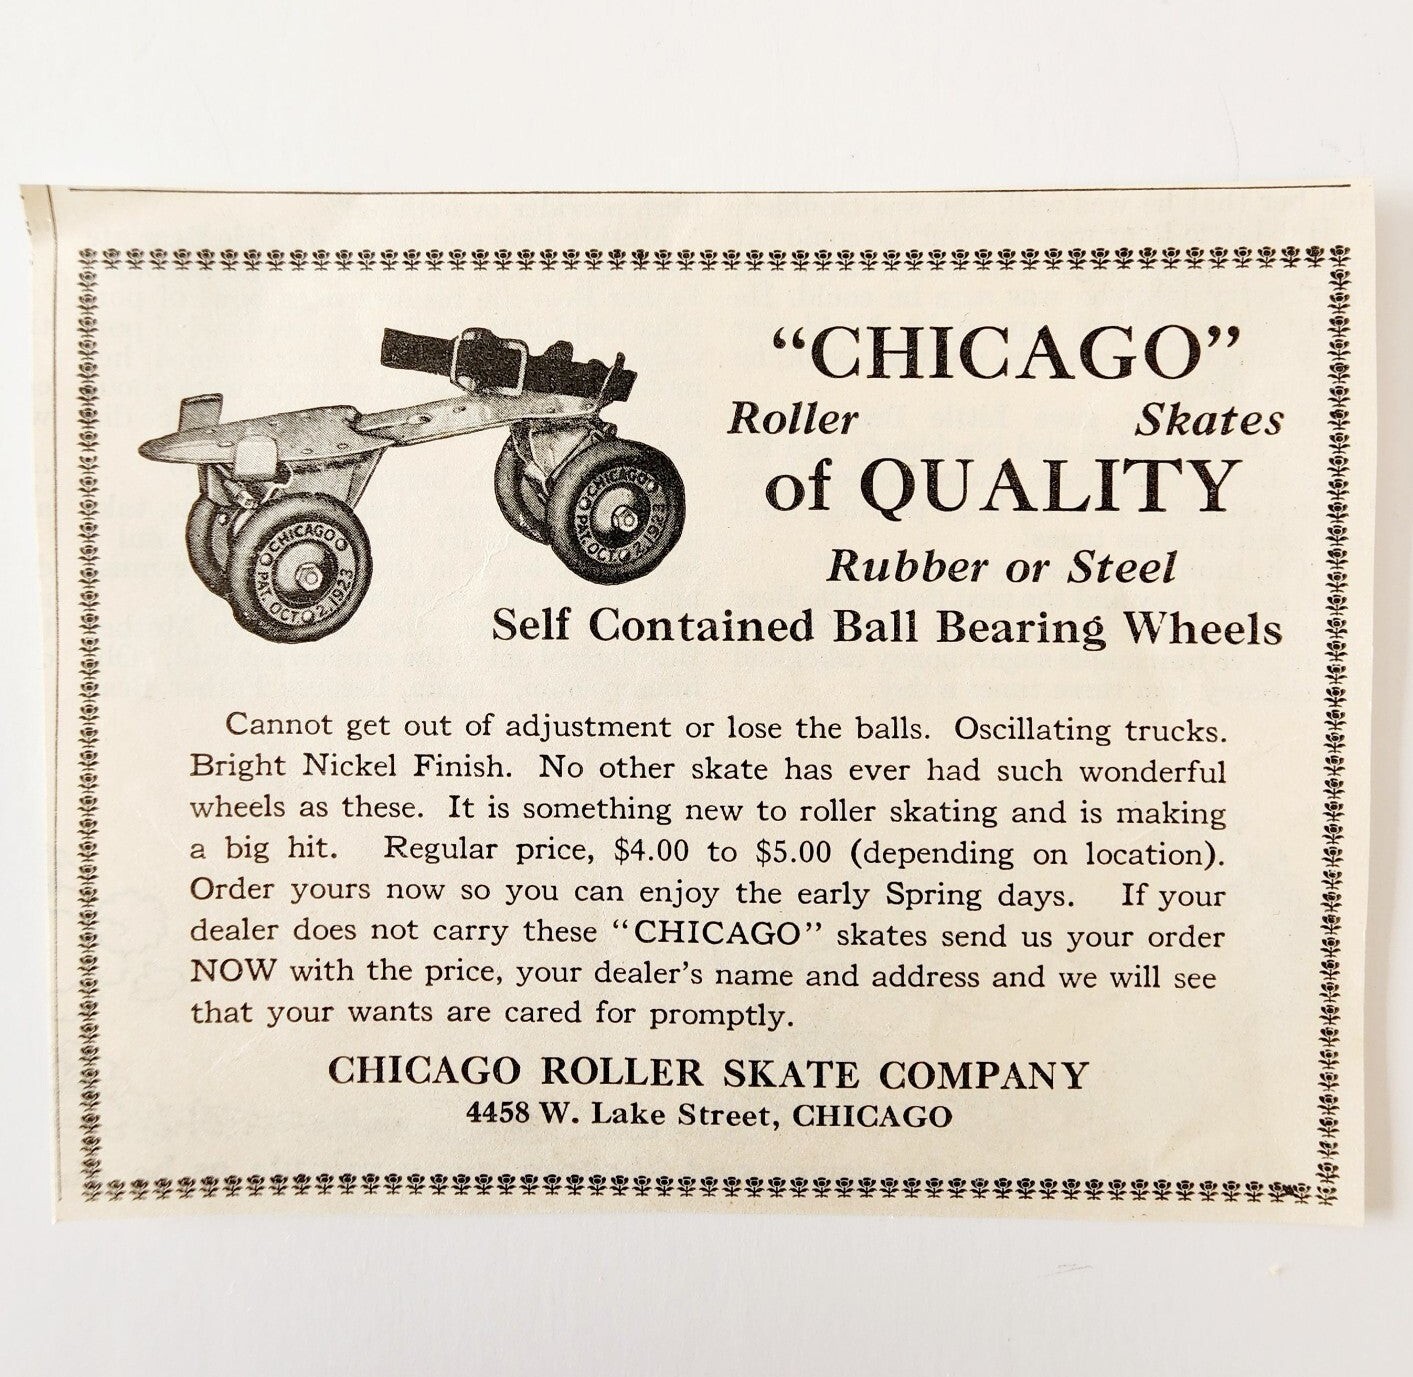 "CHICAGO"
Roller Skates
of QUALITY
Rubber or Steel
Self Contained Ball Bearing Wheels
CHICAGO
PAT. OCT. 2, 1923
CHICAGO
PAT. OCT. 2, 1923
Cannot get out of adjustment or lose the balls. Oscillating trucks.
Bright Nickel Finish. No other skate has ever had such wonderful
wheels as these. It is something new to roller skating and is making
a big hit. Regular price, $4.00 to $5.00 (depending on location).
Order yours now so you can enjoy the early Spring days. If your
dealer does not carry these "CHICAGO" skates send us your order
NOW with the price, your dealer's name and address and we will see
that your wants are cared for promptly.
CHICAGO ROLLER SKATE COMPANY
4458 W. Lake Street, CHICAGO